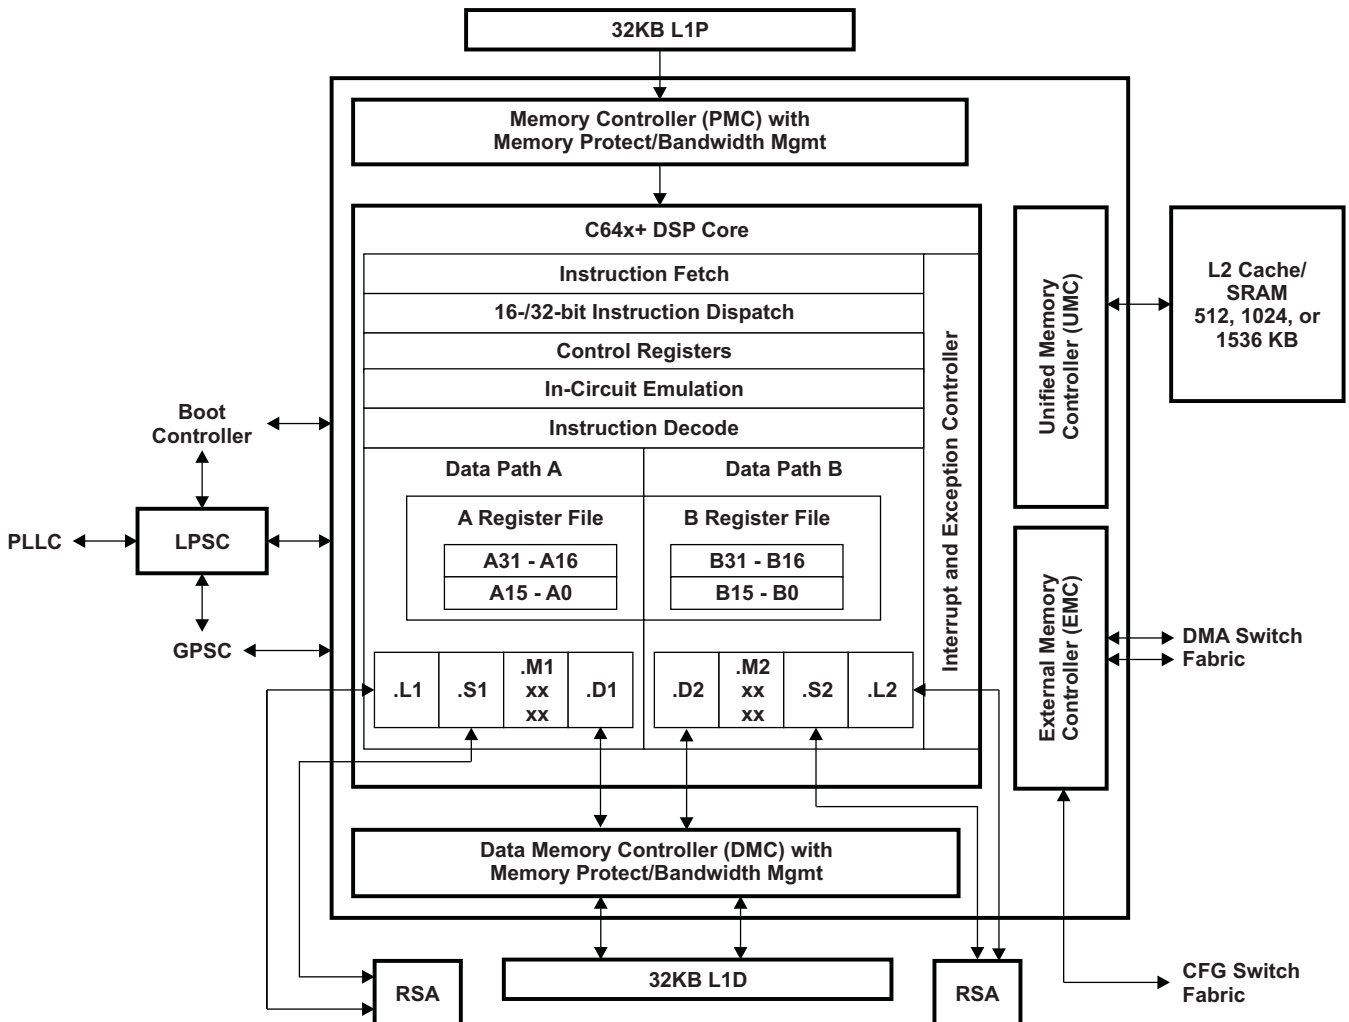 32KB L1P
Memory Controller (PMC) with
Memory Protect/Bandwidth Mgmt
C64x+ DSP Core
Instruction Fetch
16-/32-bit Instruction Dispatch
Control Registers
In-Circuit Emulation
Instruction Decode
Data Path A
Data Path B
A Register File
B Register File
A31 - A16
A15 - A0
B31 - B16
B15 - B0
.L1
.S1
.M1
xx
xx
.D1
.D2
.M2
xx
xx
.S2
.L2
Interrupt and Exception Controller
Unified Memory
Controller (UMC)
L2 Cache/
SRAM
512, 1024, or
1536 KB
External Memory
Controller (EMC)
DMA Switch
Fabric
Boot
Controller
PLLC
LPSC
GPSC
Data Memory Controller (DMC) with
Memory Protect/Bandwidth Mgmt
RSA
32KB L1D
RSA
CFG Switch
Fabric